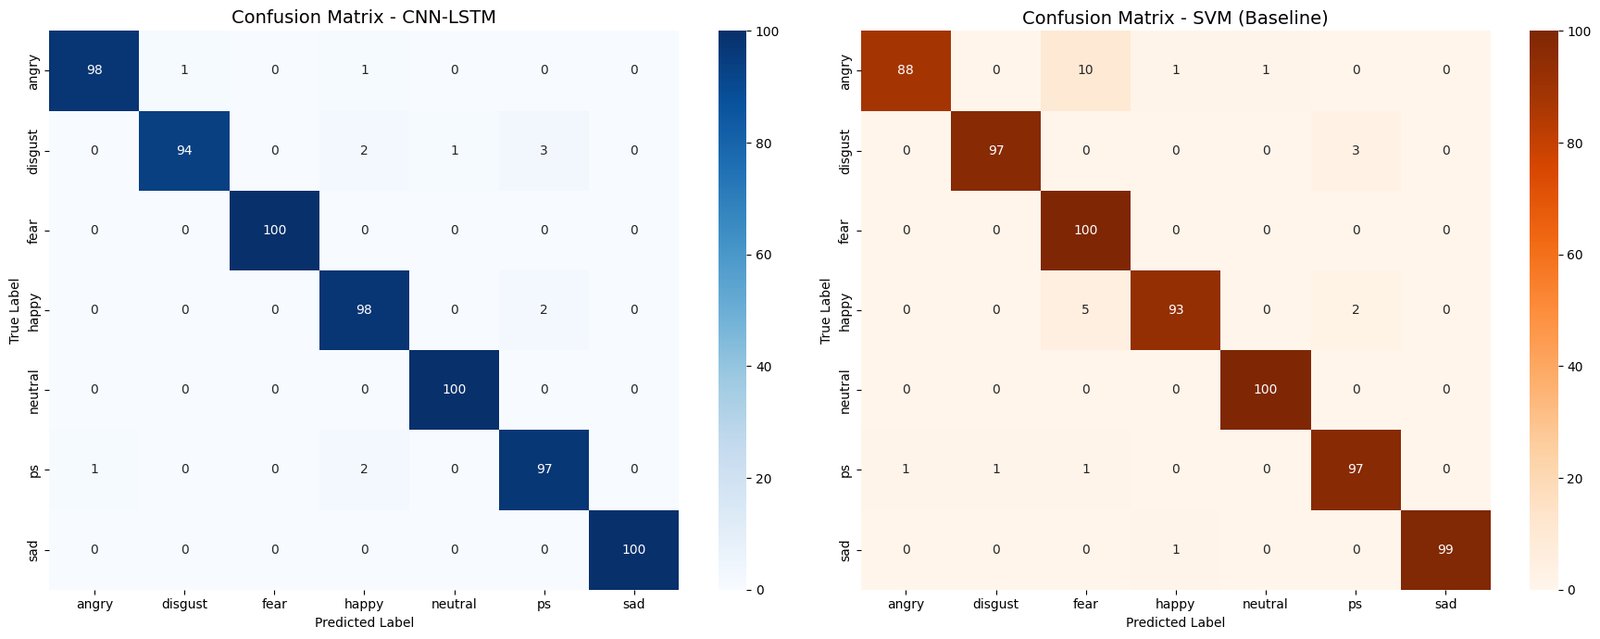 Confusion Matrix - CNN-LSTM
True Label
angry 98 1 0 1 0 0 0
disgust 0 94 0 2 1 3 0
fear 0 0 100 0 0 0 0
happy 0 0 0 98 0 2 0
neutral 0 0 0 0 100 0 0
ps 1 0 0 2 0 97 0
sad 0 0 0 0 0 0 100
angry disgust fear happy neutral ps sad
Predicted Label
100
80
60
40
20
0
Confusion Matrix - SVM (Baseline)
True Label
angry 88 0 10 1 1 0 0
disgust 0 97 0 0 0 3 0
fear 0 0 100 0 0 0 0
happy 0 0 5 93 0 2 0
neutral 0 0 0 0 100 0 0
ps 1 1 1 0 0 97 0
sad 0 0 0 1 0 0 99
angry disgust fear happy neutral ps sad
Predicted Label
100
80
60
40
20
0